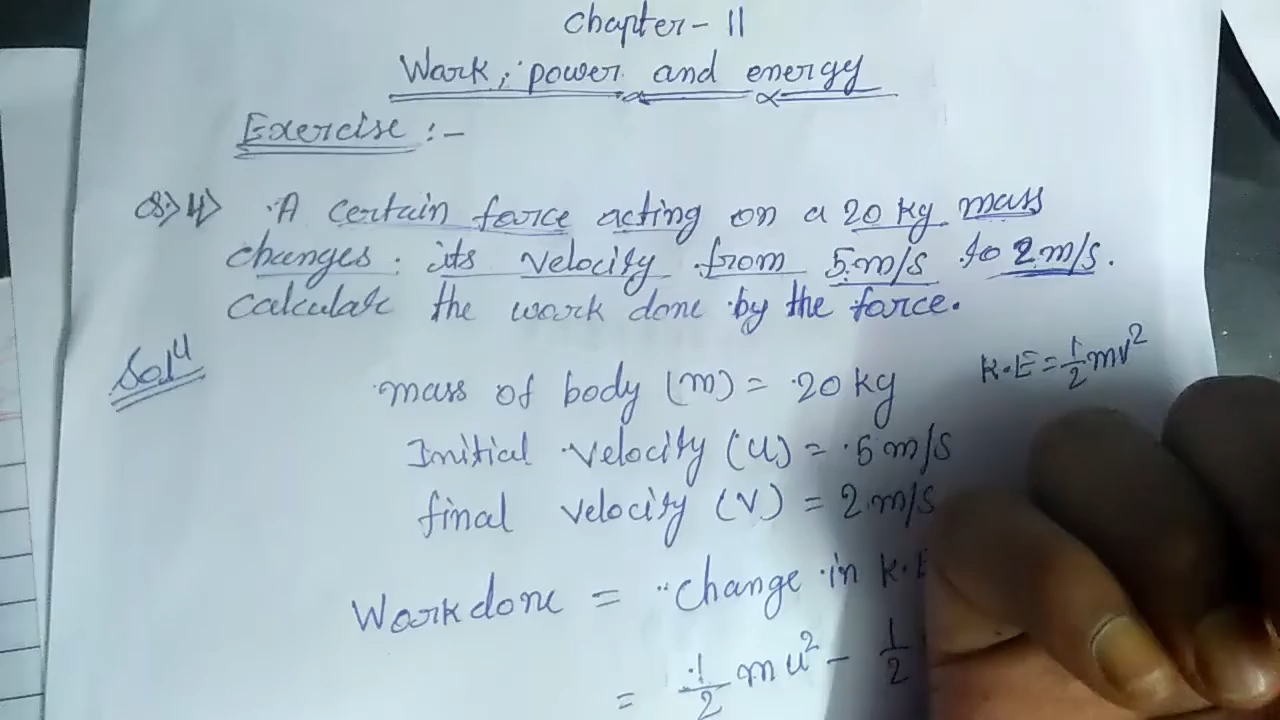 Chapter - 11
Work, power and energy
Exercise :-
Q>4> A certain force acting on a 20 kg mass
changes its velocity from 5 m/s to 2 m/s.
calculate the work done by the force.
Solⁿ
mass of body (m) = 20 kg
K.E = 1/2 mv²
Initial velocity (u) = 5 m/s
final velocity (v) = 2 m/s
Work done = change in K.E
= 1/2 mu² - 1/2